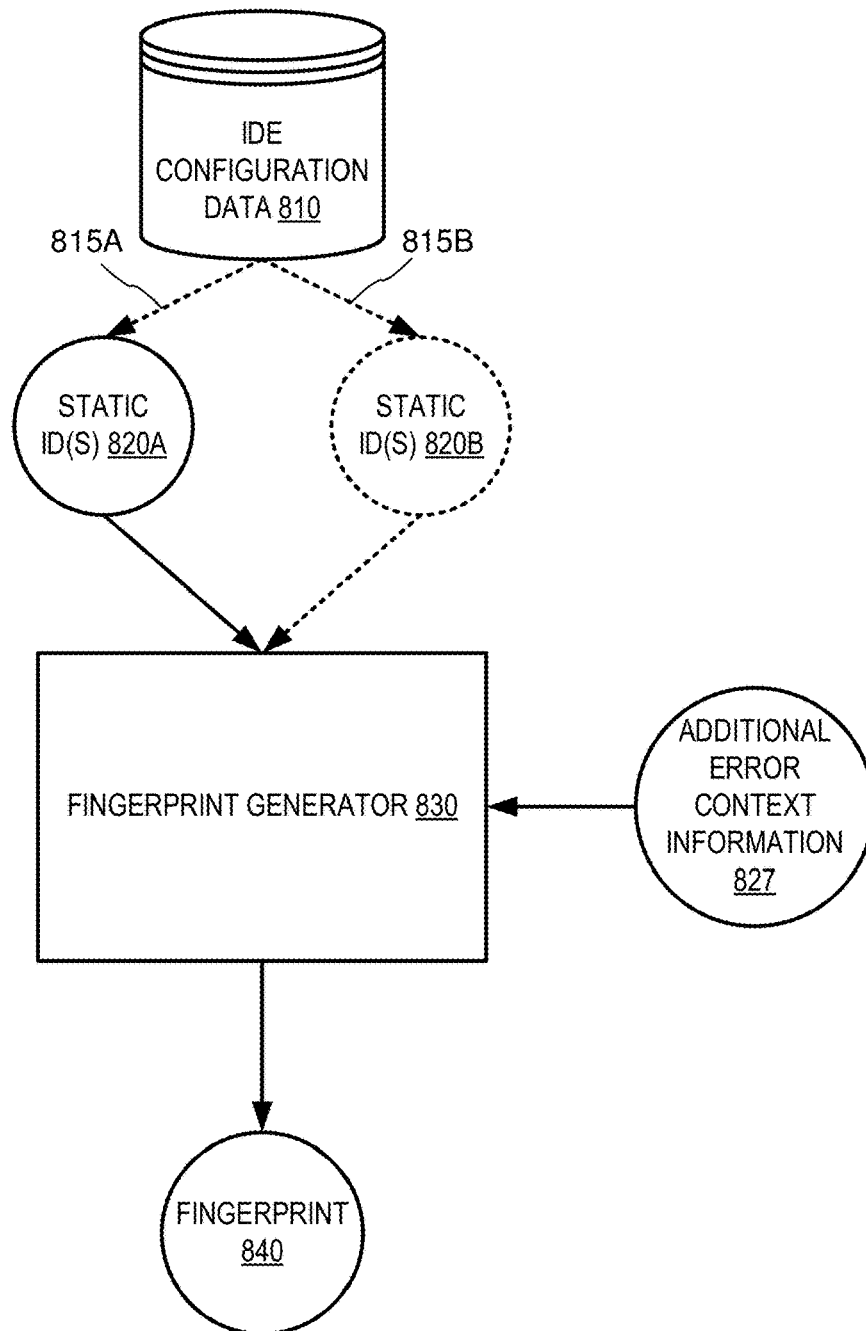 IDE
CONFIGURATION
DATA 810
815A
815B
STATIC
ID(S) 820A
STATIC
ID(S) 820B
FINGERPRINT GENERATOR 830
ADDITIONAL
ERROR
CONTEXT
INFORMATION
827
FINGERPRINT
840